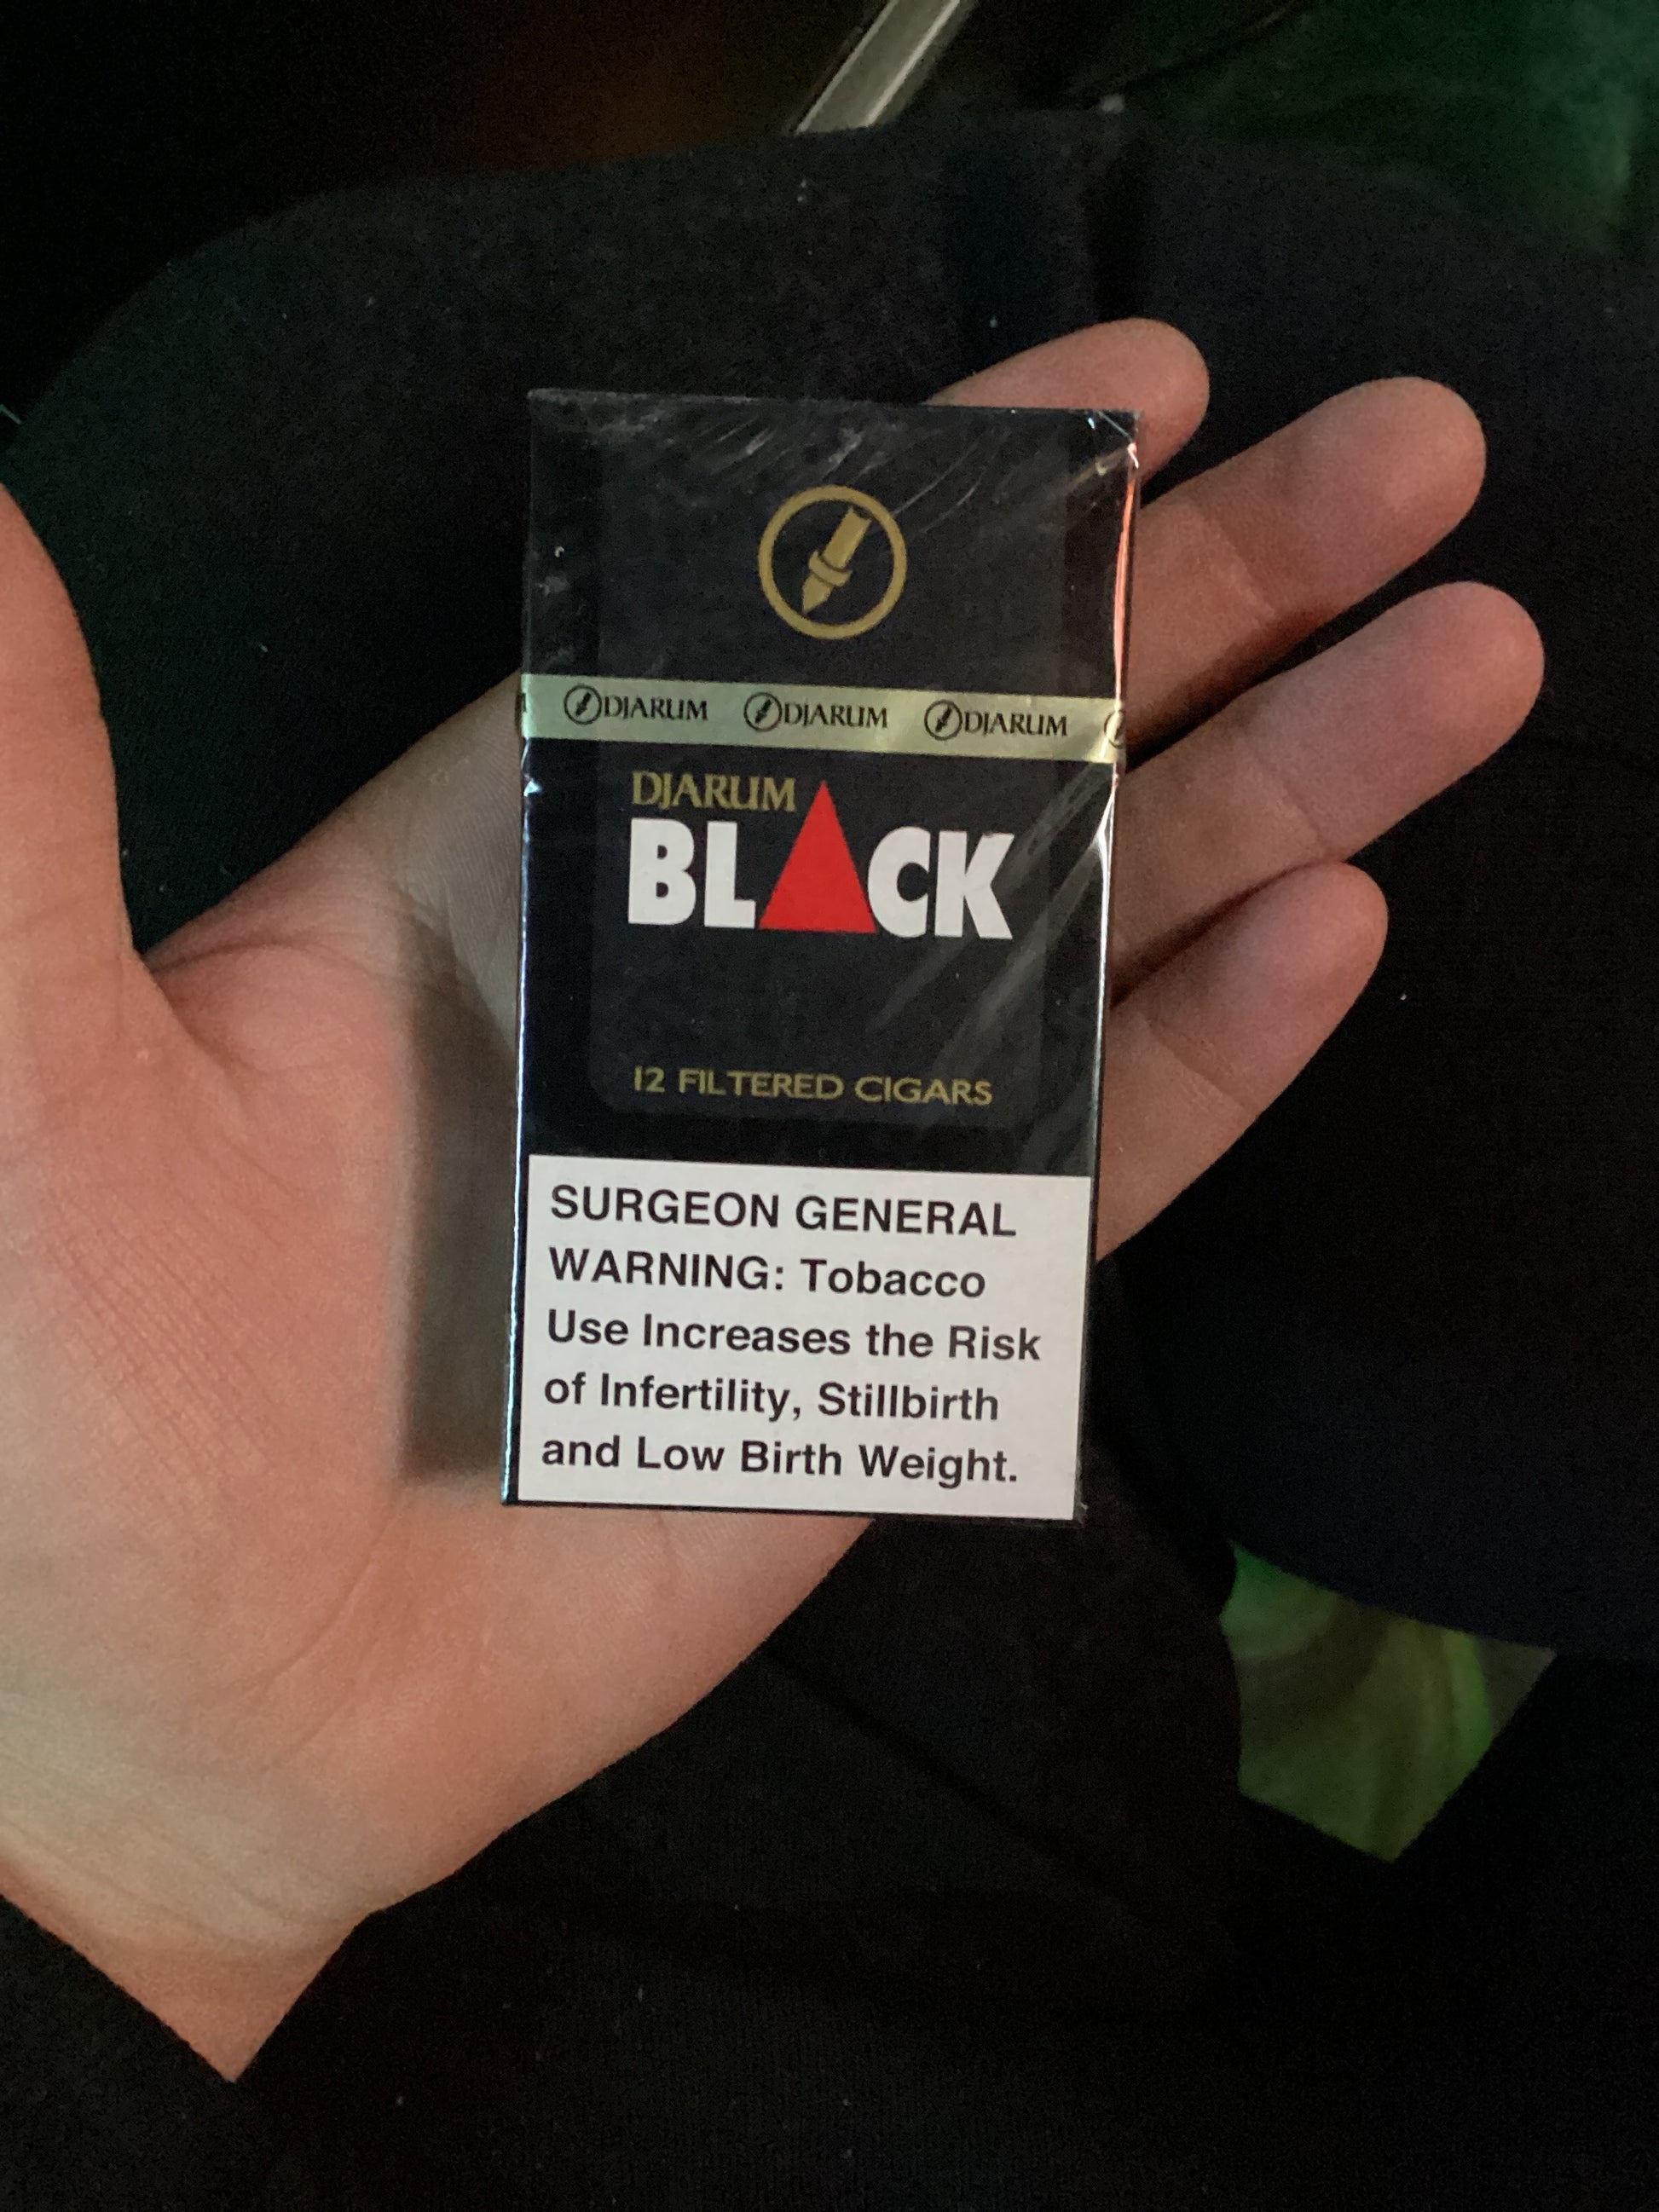 DJARUM DJARUM DJARUM
DJARUM
BLACK
12 FILTERED CIGARS
SURGEON GENERAL
WARNING: Tobacco
Use Increases the Risk
of Infertility, Stillbirth
and Low Birth Weight.